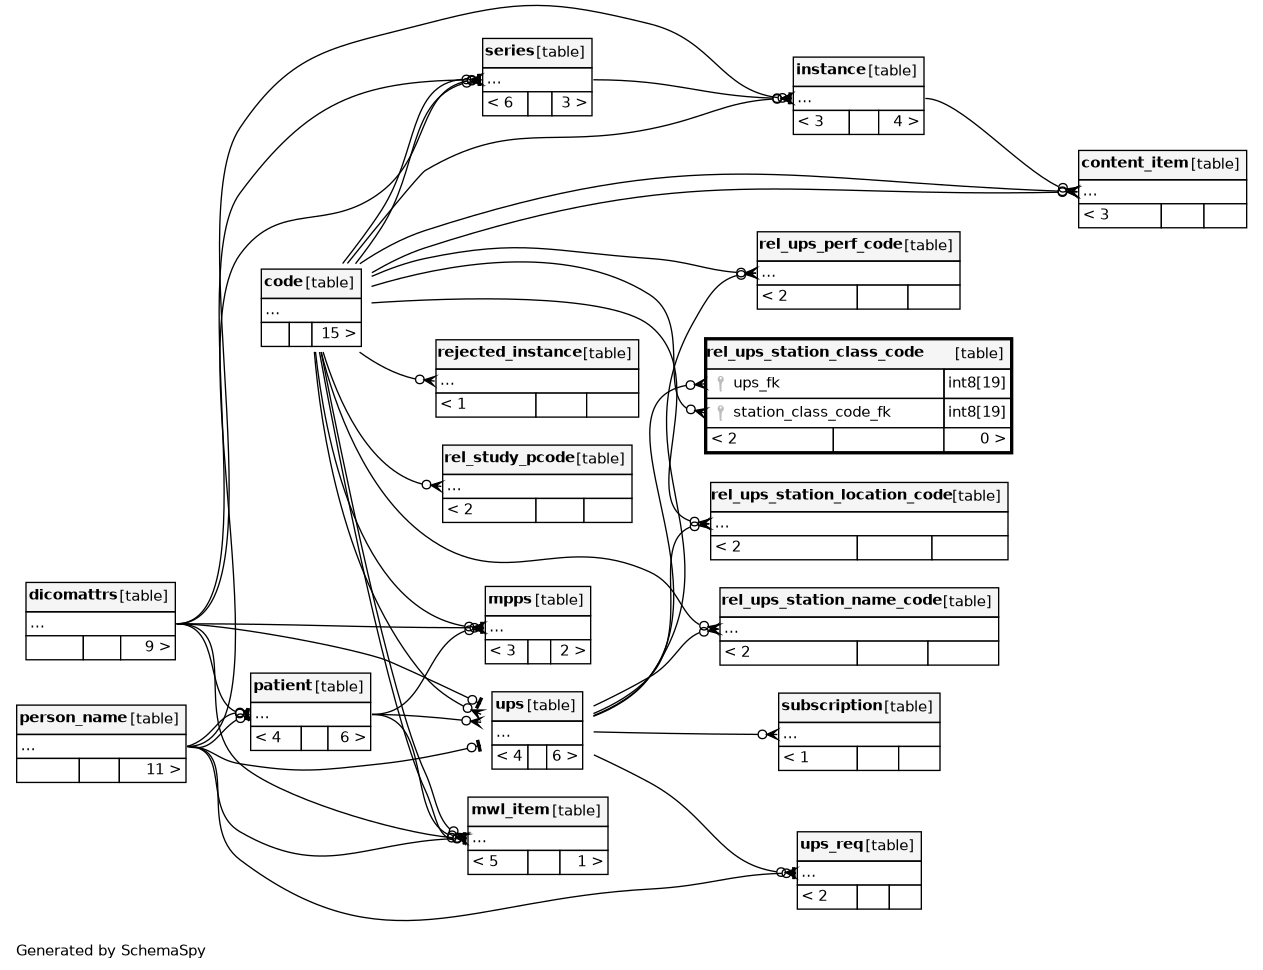 series [table]
...
< 6 3 >
instance [table]
...
< 3 4 >
content_item [table]
...
< 3
rel_ups_perf_code [table]
...
< 2
code [table]
...
15 >
rejected_instance [table]
...
< 1
rel_ups_station_class_code [table]
ups_fk int8[19]
station_class_code_fk int8[19]
< 2 0 >
rel_study_pcode [table]
...
< 2
rel_ups_station_location_code [table]
...
< 2
dicomattrs [table]
...
9 >
mpps [table]
...
< 3 2 >
rel_ups_station_name_code [table]
...
< 2
patient [table]
...
< 4 6 >
person_name [table]
...
11 >
ups [table]
...
< 4 6 >
subscription [table]
...
< 1
mwl_item [table]
...
< 5 1 >
ups_req [table]
...
< 2
Generated by SchemaSpy